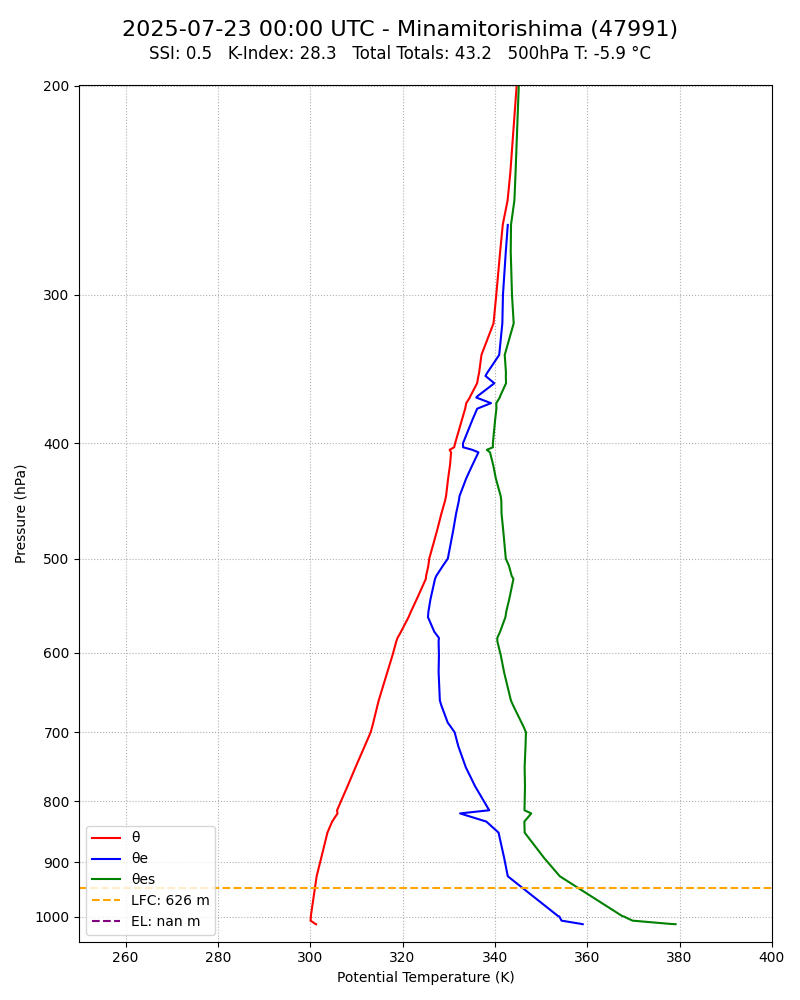 2025-07-23 00:00 UTC - Minamitorishima (47991)
SSI: 0.5 K-Index: 28.3 Total Totals: 43.2 500hPa T: -5.9 °C
200
300
400
500
600
700
800
900
1000
Pressure (hPa)
θ
θe
θes
LFC: 626 m
EL: nan m
260 280 300 320 340 360 380 400
Potential Temperature (K)